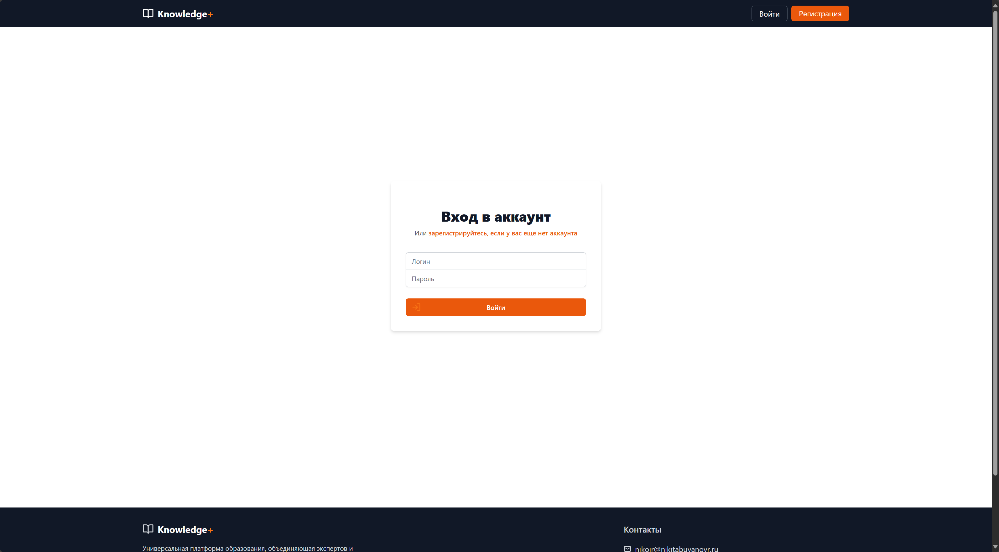 Knowledge+
Войти
Регистрация
Вход в аккаунт
Или зарегистрируйтесь, если у вас еще нет аккаунта
Логин
Пароль
Войти
Knowledge+
Универсальная платформа образования, объединяющая экспертов и
Контакты